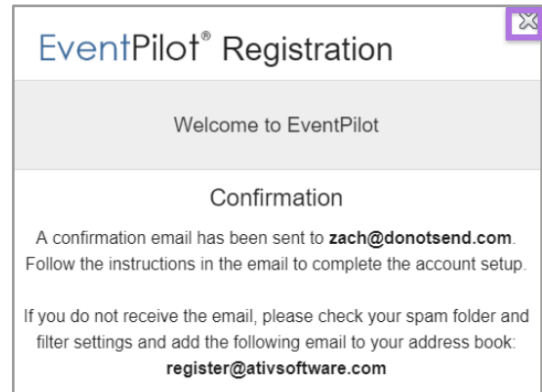 EventPilot® Registration
Welcome to EventPilot
Confirmation
A confirmation email has been sent to zach@donotsend.com.
Follow the instructions in the email to complete the account setup.
If you do not receive the email, please check your spam folder and
filter settings and add the following email to your address book:
register@ativsoftware.com